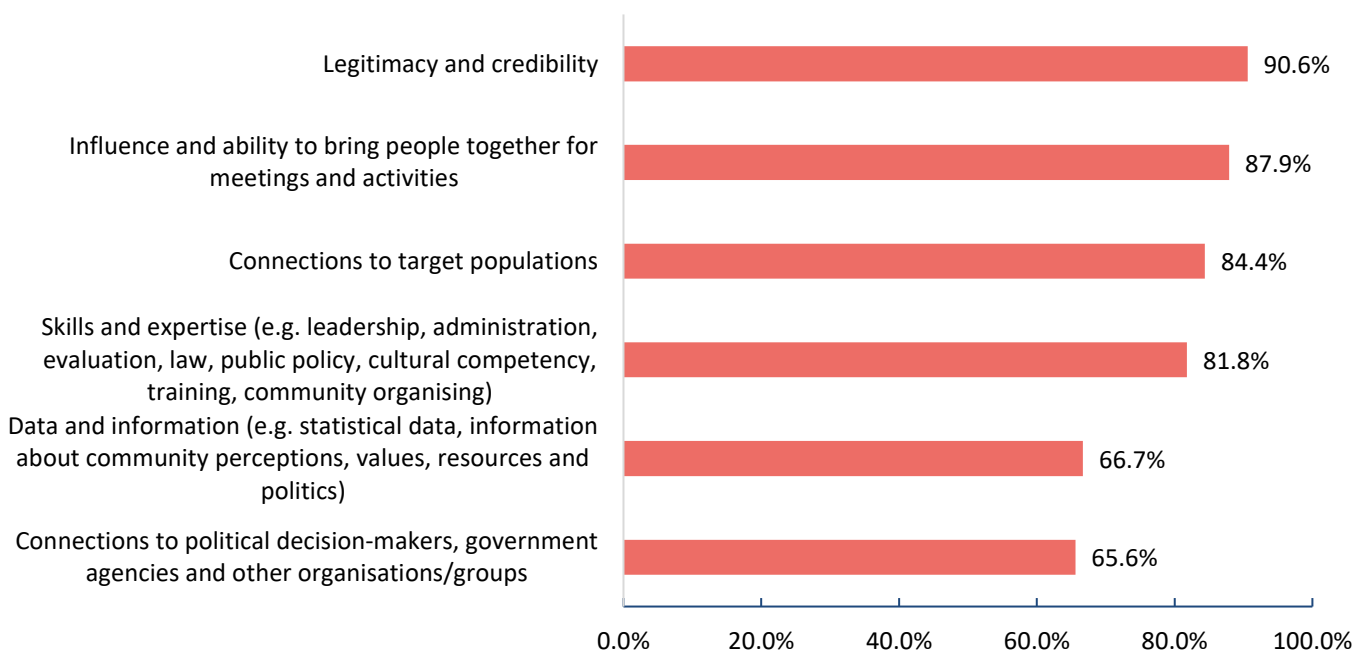 Legitimacy and credibility
90.6%
Influence and ability to bring people together for
meetings and activities
87.9%
Connections to target populations
84.4%
Skills and expertise (e.g. leadership, administration,
evaluation, law, public policy, cultural competency,
training, community organising)
81.8%
Data and information (e.g. statistical data, information
about community perceptions, values, resources and
politics)
66.7%
Connections to political decision-makers, government
agencies and other organisations/groups
65.6%
0.0% 20.0% 40.0% 60.0% 80.0% 100.0%